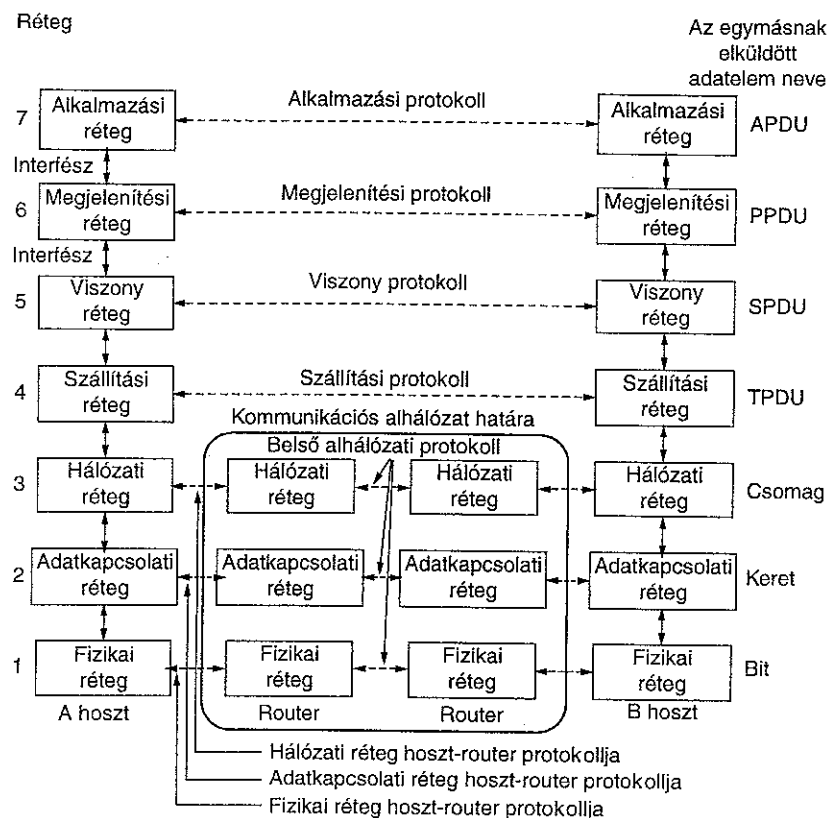 Réteg
Az egymásnak
elküldött
adatelem neve
7
Alkalmazási
réteg
Alkalmazási protokoll
Alkalmazási
réteg
APDU
Interfész
6
Megjelenítési
réteg
Megjelenítési protokoll
Megjelenítési
réteg
PPDU
Interfész
5
Viszony
réteg
Viszony protokoll
Viszony
réteg
SPDU
4
Szállítási
réteg
Szállítási protokoll
Szállítási
réteg
TPDU
Kommunikációs alhálózat határa
Belső alhálózati protokoll
3
Hálózati
réteg
Hálózati
réteg
Hálózati
réteg
Hálózati
réteg
Csomag
2
Adatkapcsolati
réteg
Adatkapcsolati
réteg
Adatkapcsolati
réteg
Adatkapcsolati
réteg
Keret
1
Fizikai
réteg
Fizikai
réteg
Fizikai
réteg
Fizikai
réteg
Bit
A hoszt
Router
Router
B hoszt
Hálózati réteg hoszt-router protokollja
Adatkapcsolati réteg hoszt-router protokollja
Fizikai réteg hoszt-router protokollja